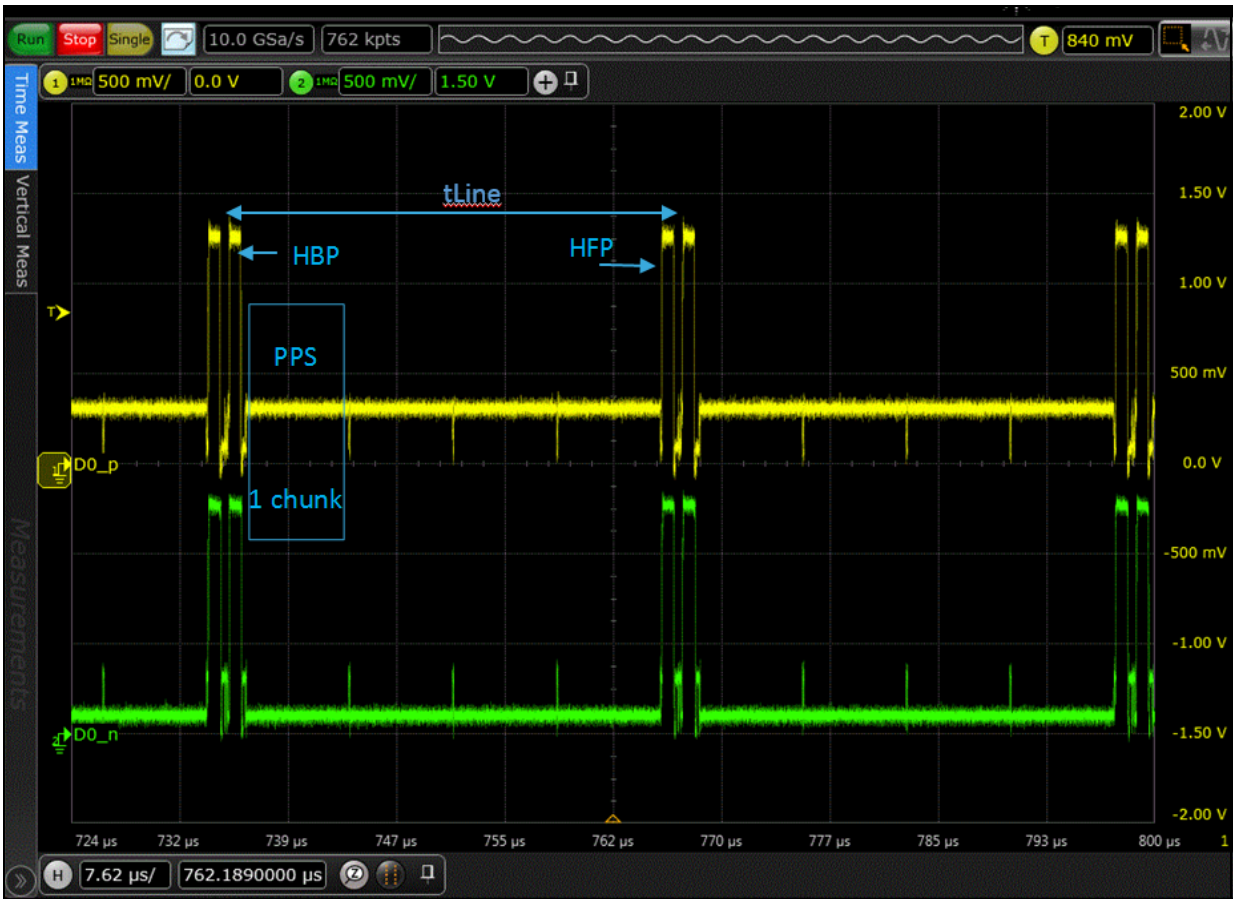 Run Stop Single 10.0 GSa/s 762 kpts T 840 mV
1 1MΩ 500 mV/ 0.0 V 2 1MΩ 500 mV/ 1.50 V
Time Meas
Vertical Meas
Measurements
2.00 V
tLine
1.50 V
HBP
HFP
1.00 V
T
PPS
500 mV
1 D0_p
0.0 V
1 chunk
-500 mV
-1.00 V
2 D0_n
-1.50 V
-2.00 V
724 µs 732 µs 739 µs 747 µs 755 µs 762 µs 770 µs 777 µs 785 µs 793 µs 800 µs 1
H 7.62 µs/ 762.1890000 µs Z